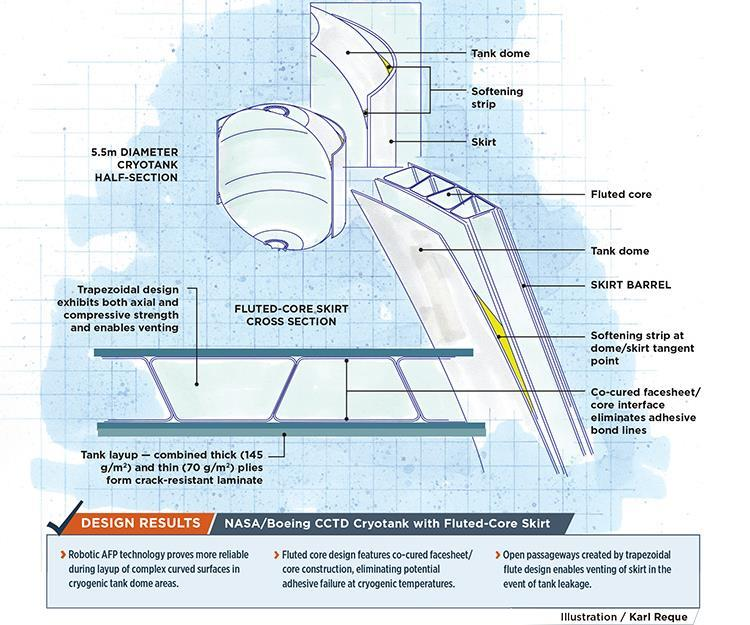 Tank dome
Softening
strip
Skirt
5.5m DIAMETER
CRYOTANK
HALF-SECTION
Fluted core
Tank dome
SKIRT BARREL
Trapezoidal design
exhibits both axial and
compressive strength
and enables venting
FLUTED-CORE SKIRT
CROSS SECTION
Softening strip at
dome/skirt tangent
point
Co-cured facesheet/
core interface
eliminates adhesive
bond lines
Tank layup — combined thick (145
g/m²) and thin (70 g/m²) plies
form crack-resistant laminate
DESIGN RESULTS
NASA/Boeing CCTD Cryotank with Fluted-Core Skirt
Robotic AFP technology proves more reliable
during layup of complex curved surfaces in
cryogenic tank dome areas.
Fluted core design features co-cured facesheet/
core construction, eliminating potential
adhesive failure at cryogenic temperatures.
Open passageways created by trapezoidal
flute design enables venting of skirt in the
event of tank leakage.
Illustration / Karl Reque